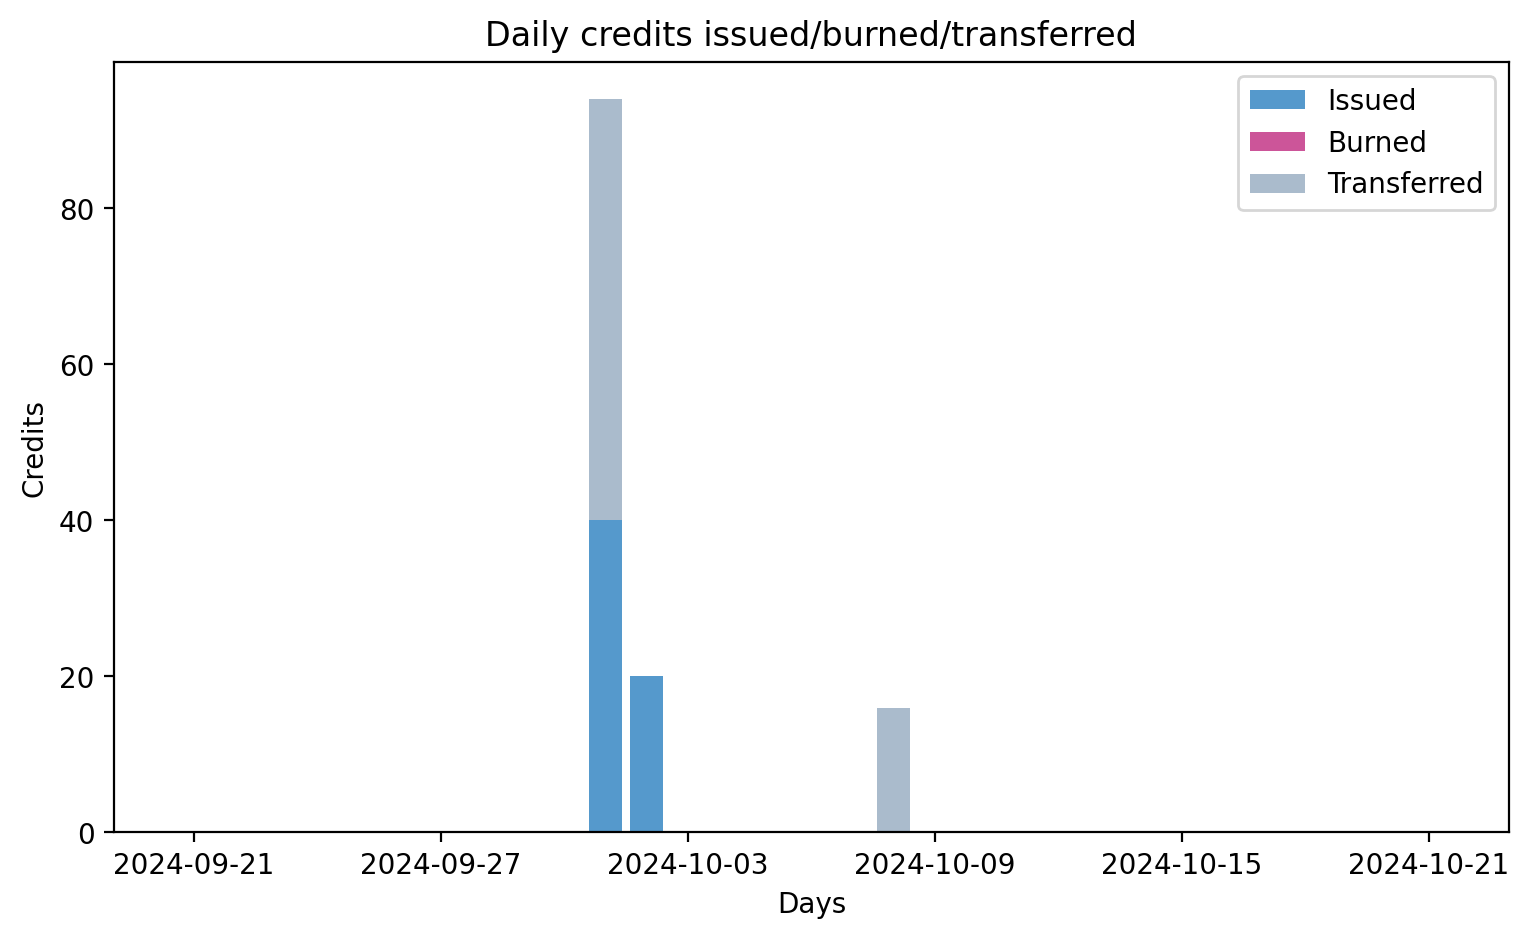 Daily credits issued/burned/transferred
Issued
Burned
Transferred
80
60
40
20
0
Credits
2024-09-21 2024-09-27 2024-10-03 2024-10-09 2024-10-15 2024-10-21
Days